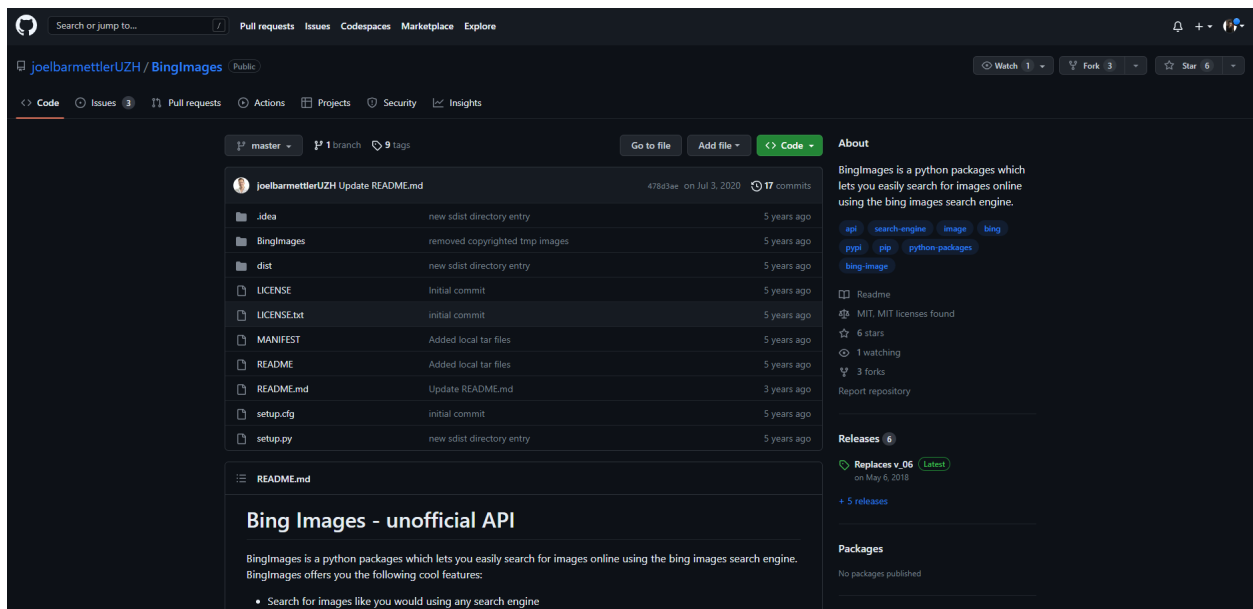 Search or jump to... /
Pull requests Issues Codespaces Marketplace Explore
joelbarmettlerUZH / BingImages Public
Watch 1 Fork 3 Star 6
Code Issues 3 Pull requests Actions Projects Security Insights
master 1 branch 9 tags Go to file Add file Code
joelbarmettlerUZH Update README.md 478d3ae on Jul 3, 2020 17 commits
.idea new sdist directory entry 5 years ago
BingImages removed copyrighted tmp images 5 years ago
dist new sdist directory entry 5 years ago
LICENSE Initial commit 5 years ago
LICENSE.txt initial commit 5 years ago
MANIFEST Added local tar files 5 years ago
README Added local tar files 5 years ago
README.md Update README.md 3 years ago
setup.cfg initial commit 5 years ago
setup.py new sdist directory entry 5 years ago
README.md
Bing Images - unofficial API
BingImages is a python packages which lets you easily search for images online using the bing images search engine.
BingImages offers you the following cool features:
• Search for images like you would using any search engine
About
BingImages is a python packages which
lets you easily search for images online
using the bing images search engine.
api search-engine image bing
pypi pip python-packages
bing-image
Readme
MIT, MIT licenses found
6 stars
1 watching
3 forks
Report repository
Releases 6
Replaces v_06 Latest
on May 6, 2018
+ 5 releases
Packages
No packages published